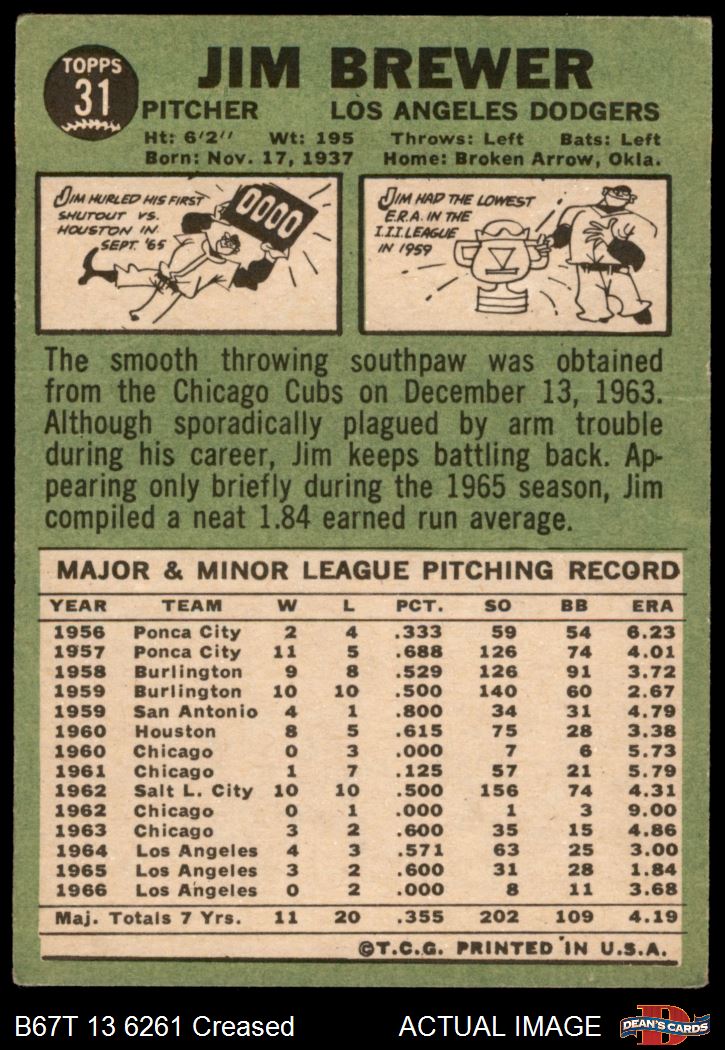 TOPPS
31
JIM BREWER
PITCHER LOS ANGELES DODGERS
Ht: 6'2" Wt: 195 Throws: Left Bats: Left
Born: Nov. 17, 1937 Home: Broken Arrow, Okla.
JIM HURLED HIS FIRST
SHUTOUT VS.
HOUSTON IN
SEPT. '65
0000
JIM HAD THE LOWEST
E.R.A. IN THE
I.I.I. LEAGUE
IN 1959
The smooth throwing southpaw was obtained
from the Chicago Cubs on December 13, 1963.
Although sporadically plagued by arm trouble
during his career, Jim keeps battling back. Ap-
pearing only briefly during the 1965 season, Jim
compiled a neat 1.84 earned run average.
MAJOR & MINOR LEAGUE PITCHING RECORD
YEAR TEAM W L PCT. SO BB ERA
1956 Ponca City 2 4 .333 59 54 6.23
1957 Ponca City 11 5 .688 126 74 4.01
1958 Burlington 9 8 .529 126 91 3.72
1959 Burlington 10 10 .500 140 60 2.67
1959 San Antonio 4 1 .800 34 31 4.79
1960 Houston 8 5 .615 75 28 3.38
1960 Chicago 0 3 .000 7 6 5.73
1961 Chicago 1 7 .125 57 21 5.79
1962 Salt L. City 10 10 .500 156 74 4.31
1962 Chicago 0 1 .000 1 3 9.00
1963 Chicago 3 2 .600 35 15 4.86
1964 Los Angeles 4 3 .571 63 25 3.00
1965 Los Angeles 3 2 .600 31 28 1.84
1966 Los Angeles 0 2 .000 8 11 3.68
Maj. Totals 7 Yrs. 11 20 .355 202 109 4.19
©T.C.G. PRINTED IN U.S.A.
B67T 13 6261 Creased ACTUAL IMAGE
D
DEAN'S CARDS